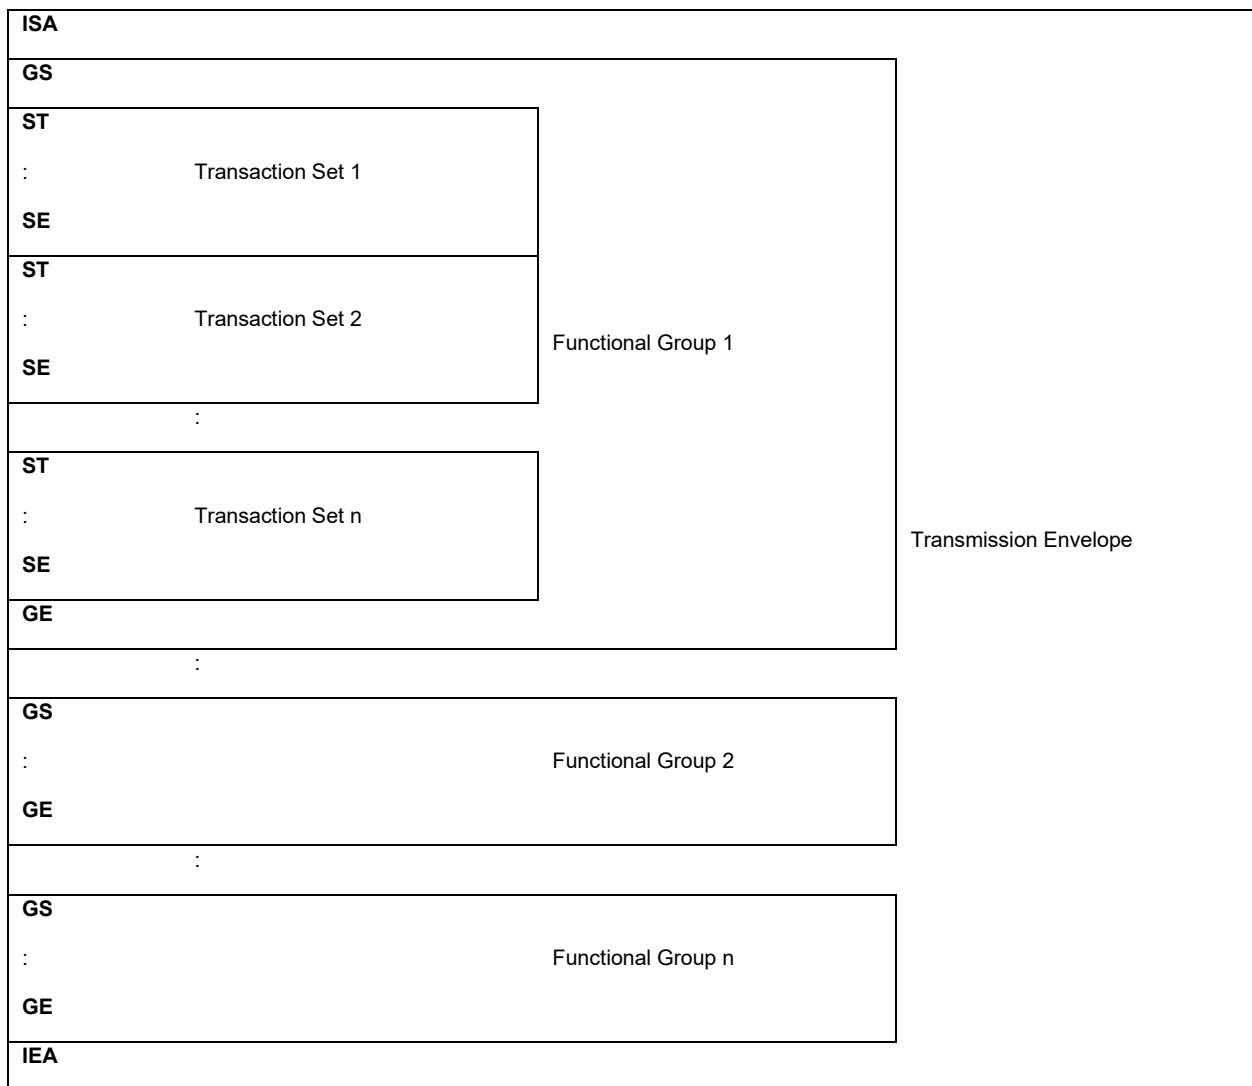 ISA
GS
ST
: Transaction Set 1
SE
ST
: Transaction Set 2
Functional Group 1
SE
:
ST
: Transaction Set n
Transmission Envelope
SE
GE
:
GS
: Functional Group 2
GE
:
GS
: Functional Group n
GE
IEA